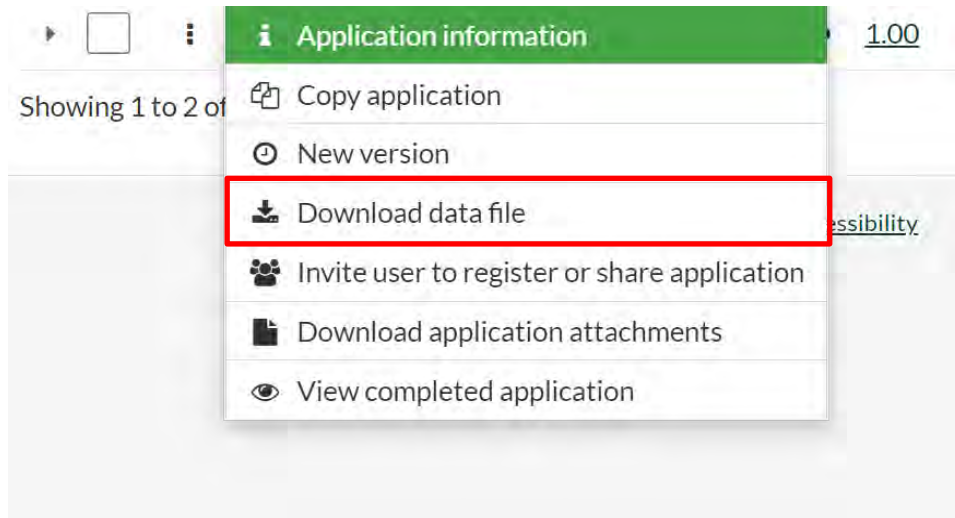 Application information
1.00
Copy application
Showing 1 to 2 of
New version
Download data file
Invite user to register or share application
Download application attachments
View completed application